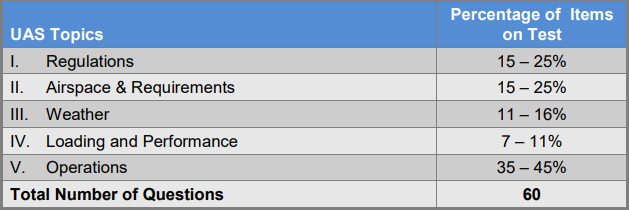 UAS Topics Percentage of Items on Test
I. Regulations 15 – 25%
II. Airspace & Requirements 15 – 25%
III. Weather 11 – 16%
IV. Loading and Performance 7 – 11%
V. Operations 35 – 45%
Total Number of Questions 60